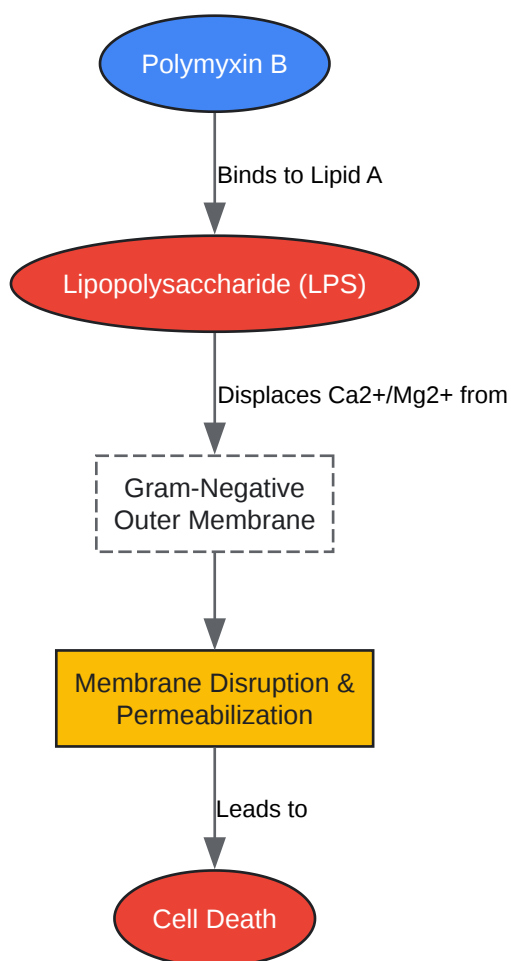 Polymyxin B
Binds to Lipid A
Lipopolysaccharide (LPS)
Displaces Ca2+/Mg2+ from
Gram-Negative
Outer Membrane
Membrane Disruption &
Permeabilization
Leads to
Cell Death